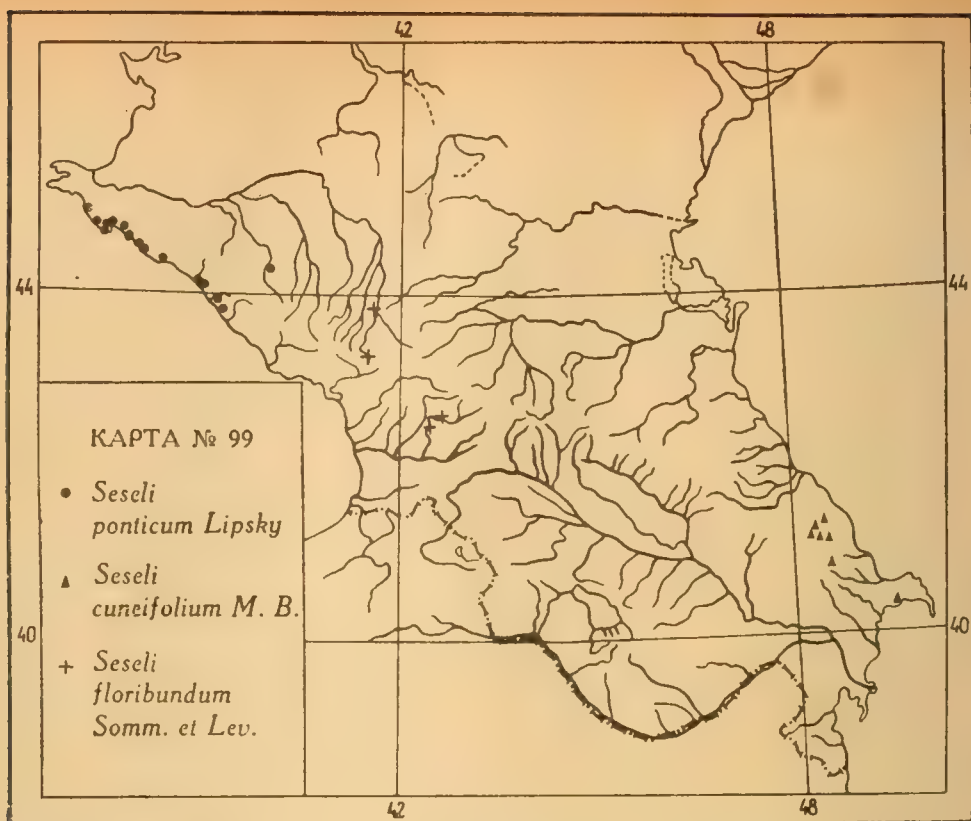 42 48
44 44
КАРТА № 99
Seseli
ponticum Lipsky
Seseli
cuneifolium M. B.
40 40
Seseli
floribundum
Somm. et Lev.
42 48